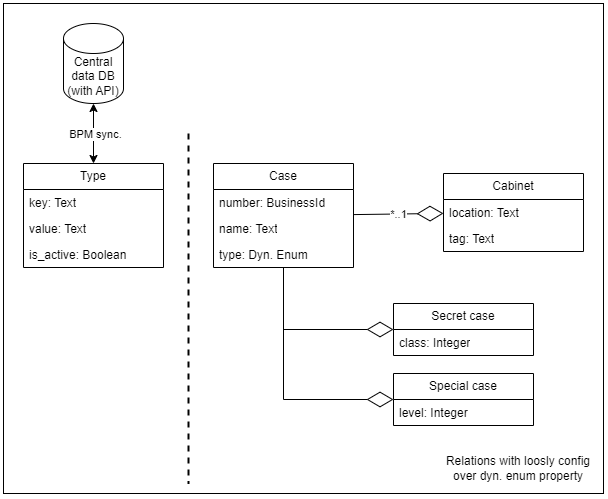 Central
data DB
(with API)
BPM sync.
Type
key: Text
value: Text
is_active: Boolean
Case
number: BusinessId
name: Text
type: Dyn. Enum
*..1
Cabinet
location: Text
tag: Text
Secret case
class: Integer
Special case
level: Integer
Relations with loosly config
over dyn. enum property